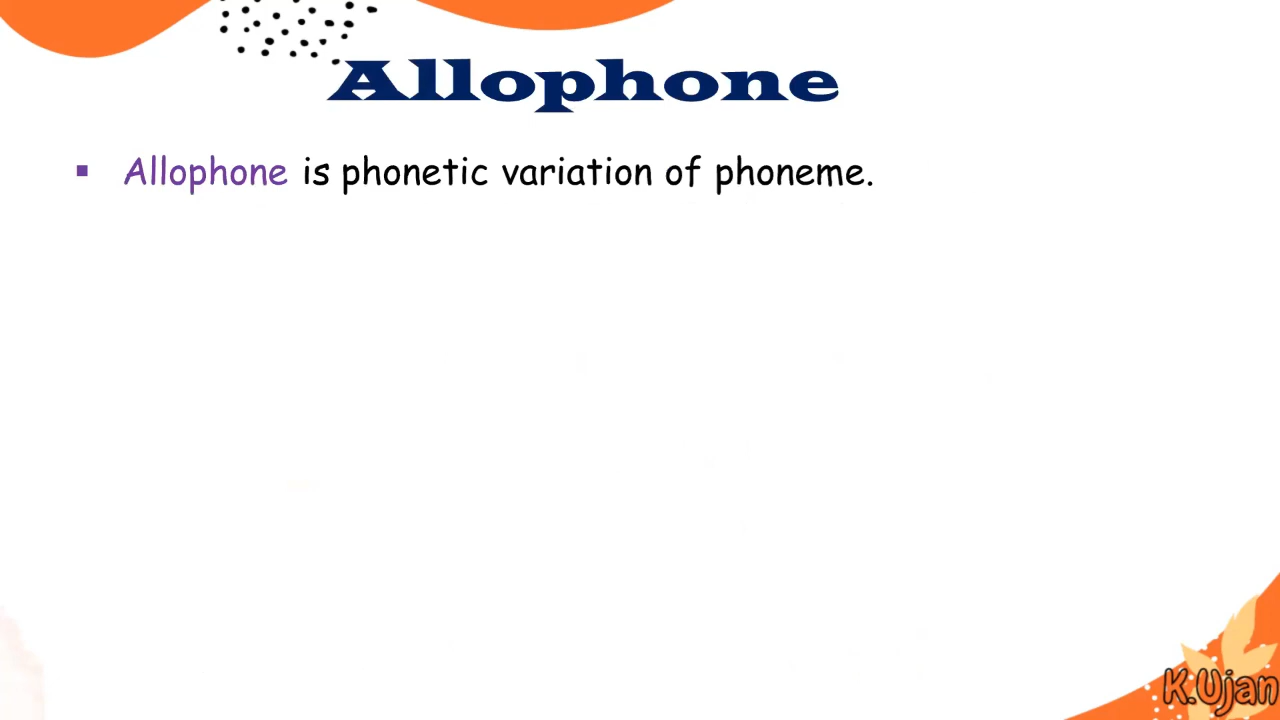 Allophone
▪ Allophone is phonetic variation of phoneme.
K.Ujan